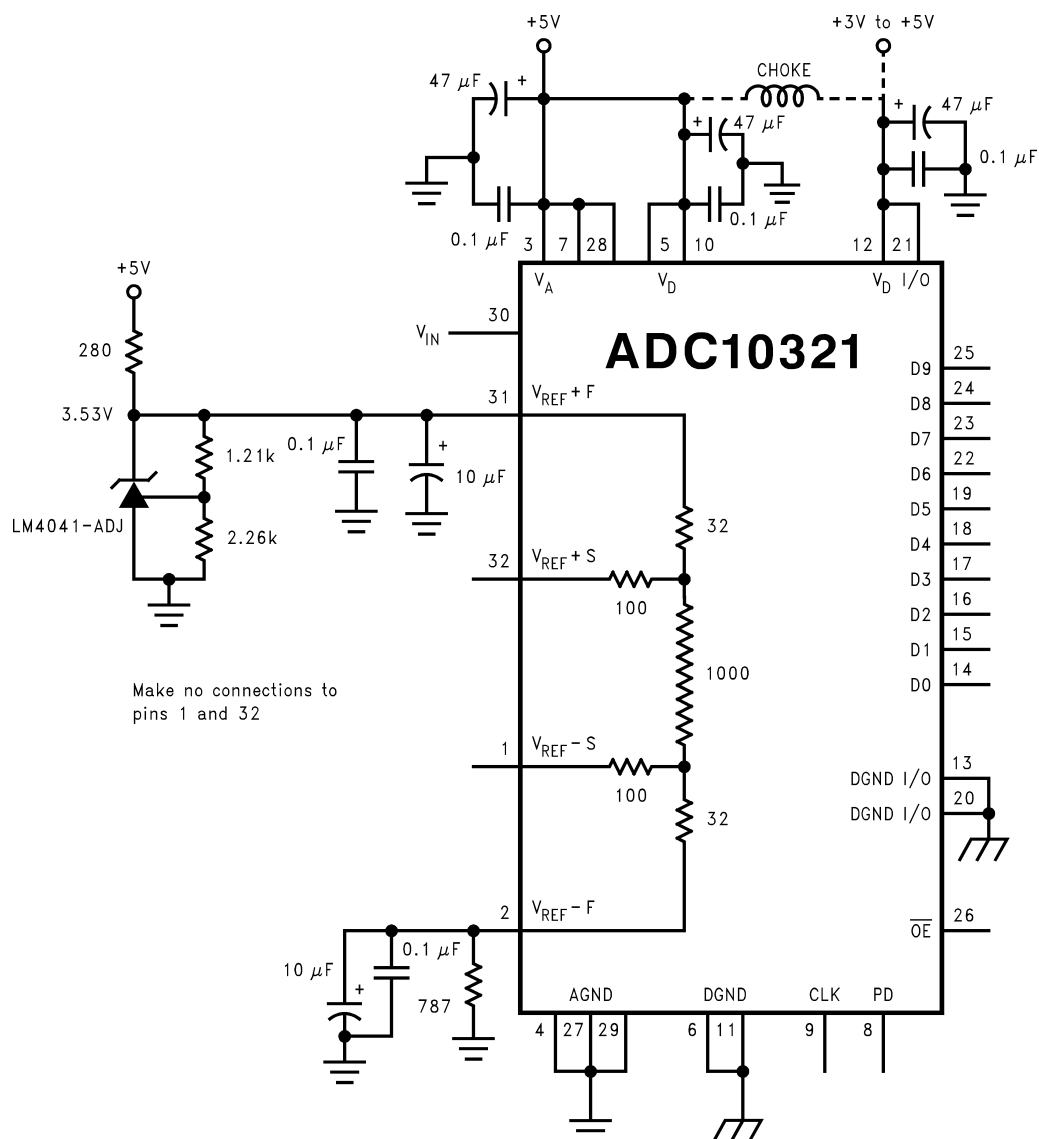 +5V
+3V to +5V
47 μF +
CHOKE
+ 47 μF
+ 47 μF
0.1 μF
0.1 μF
0.1 μF
3 7 28 5 10 12 21
V_A V_D V_D I/O
+5V
280
3.53V
LM4041-ADJ
1.21k
2.26k
0.1 μF
+
10 μF
V_IN
30
ADC10321
31
V_REF+F
32
32
V_REF+S
100
1000
1
V_REF−S
100
32
2
V_REF−F
Make no connections to
pins 1 and 32
D9 25
D8 24
D7 23
D6 22
D5 19
D4 18
D3 17
D2 16
D1 15
D0 14
DGND I/O 13
DGND I/O 20
O̅E̅ 26
10 μF
+
0.1 μF
787
AGND DGND CLK PD
4 27 29 6 11 9 8